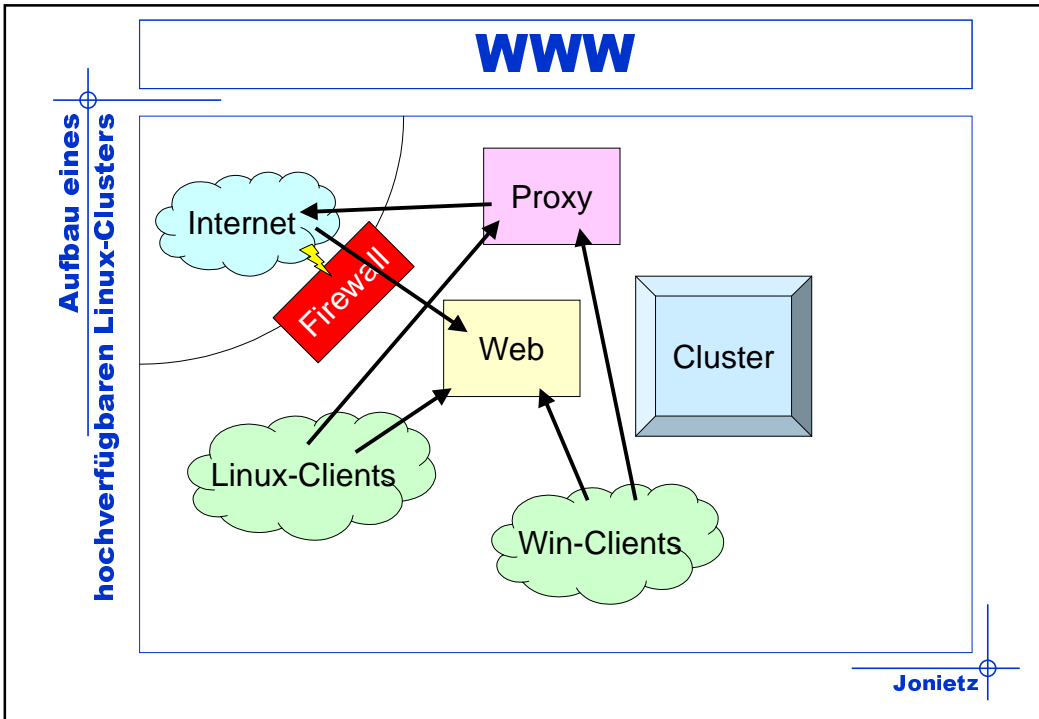 WWW
Aufbau eines
hochverfügbaren Linux-Clusters
Proxy
Internet
Firewall
Web
Cluster
Linux-Clients
Win-Clients
Jonietz